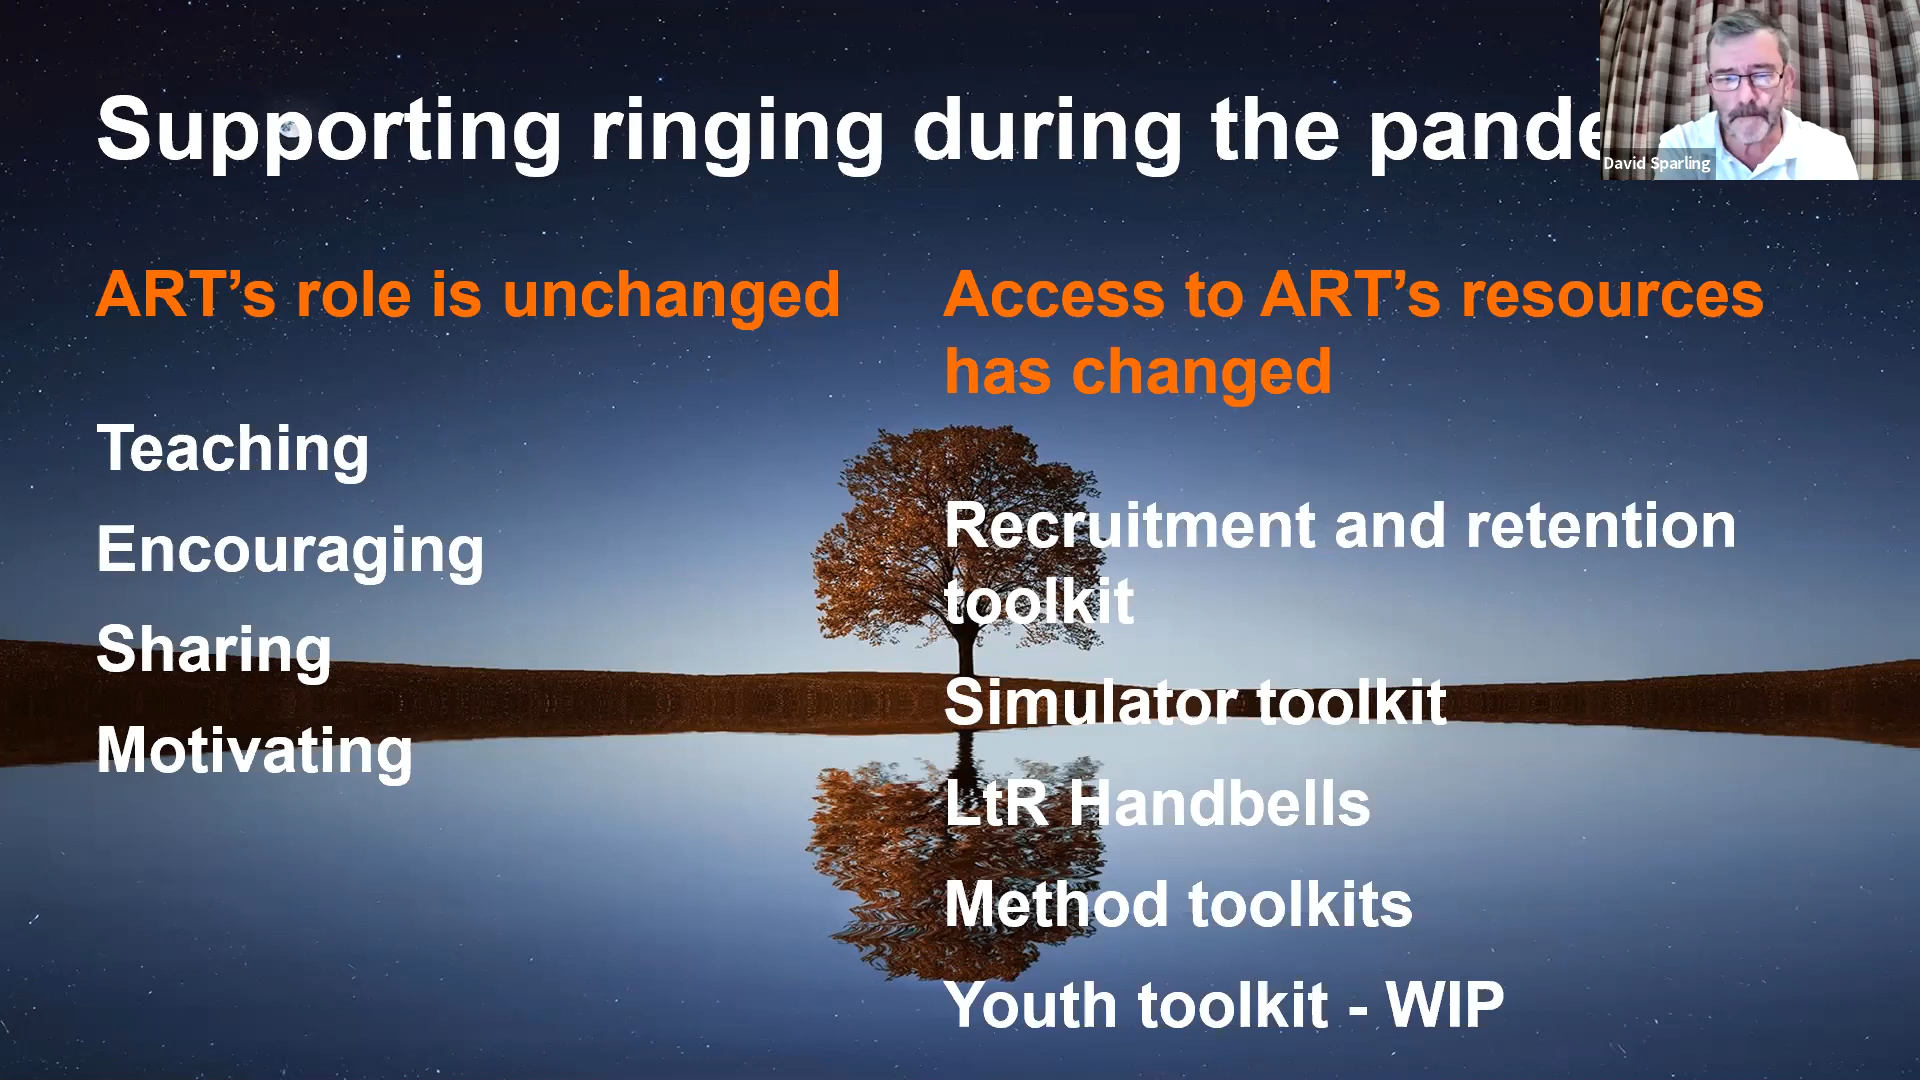 Supporting ringing during the
David Sparling
ART’s role is unchanged
Teaching
Encouraging
Sharing
Motivating
Access to ART’s resources
has changed
Recruitment and retention
toolkit
Simulator toolkit
LtR Handbells
Method toolkits
Youth toolkit - WIP